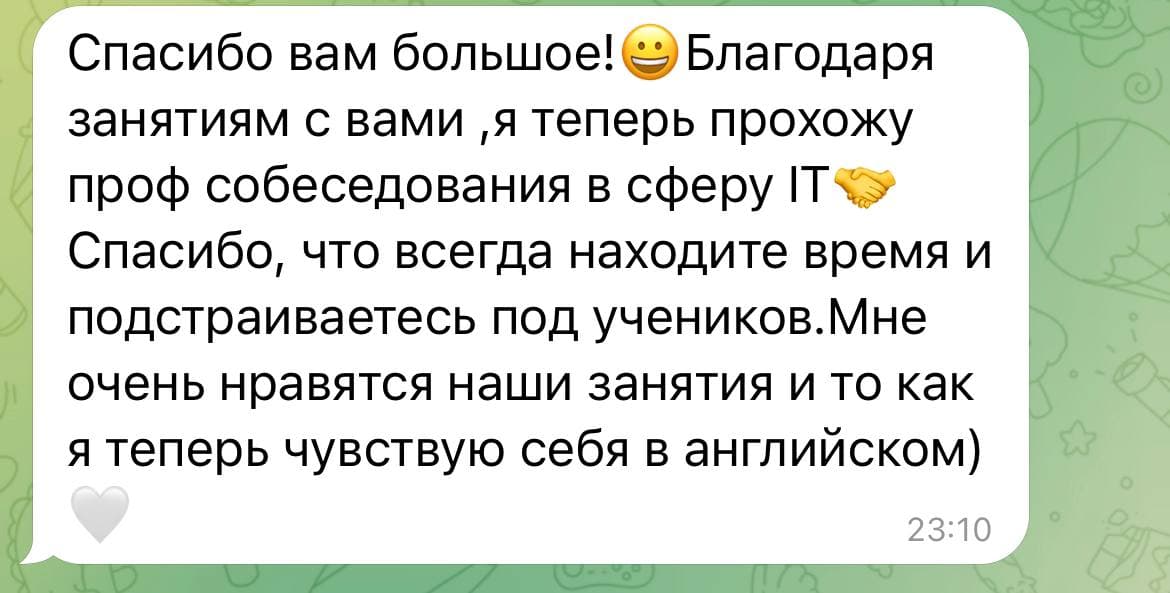 Спасибо вам большое!😀Благодаря
занятиям с вами ,я теперь прохожу
проф собеседования в сферу IT🤝
Спасибо, что всегда находите время и
подстраиваетесь под учеников.Мне
очень нравятся наши занятия и то как
я теперь чувствую себя в английском)
🤍
23:10